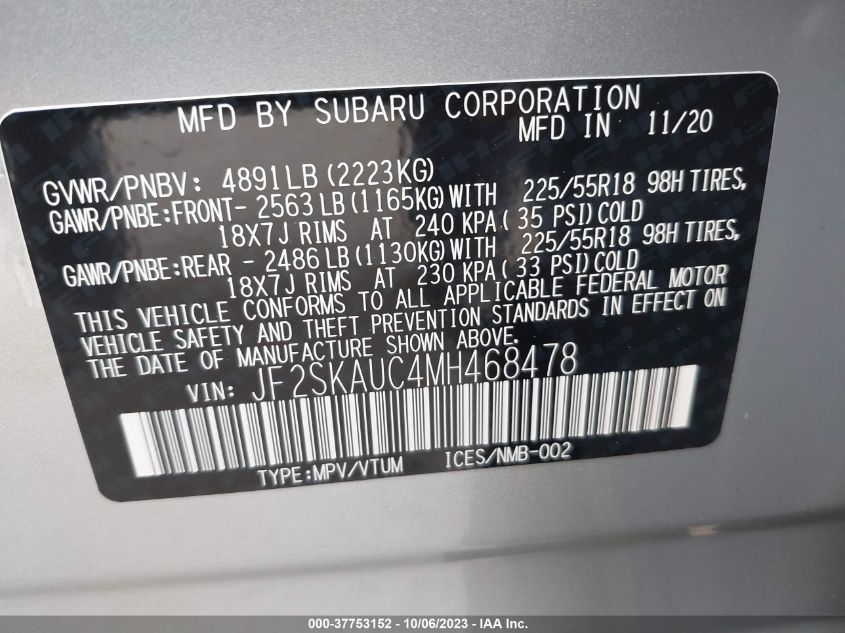 MFD BY SUBARU CORPORATION
MFD IN 11/20
GVWR/PNBV: 4891LB (2223KG)
GAWR/PNBE:FRONT- 2563 LB (1165KG) WITH 225/55R18 98H TIRES,
18X7J RIMS AT 240 KPA ( 35 PSI) COLD
GAWR/PNBE:REAR - 2486 LB (1130KG) WITH 225/55R18 98H TIRES,
18X7J RIMS AT 230 KPA ( 33 PSI) COLD
THIS VEHICLE CONFORMS TO ALL APPLICABLE FEDERAL MOTOR
VEHICLE SAFETY AND THEFT PREVENTION STANDARDS IN EFFECT ON
THE DATE OF MANUFACTURE SHOWN ABOVE.
VIN: JF2SKAUC4MH468478
TYPE:MPV/VTUM ICES/NMB-002
000-37753152 - 10/06/2023 - IAA Inc.